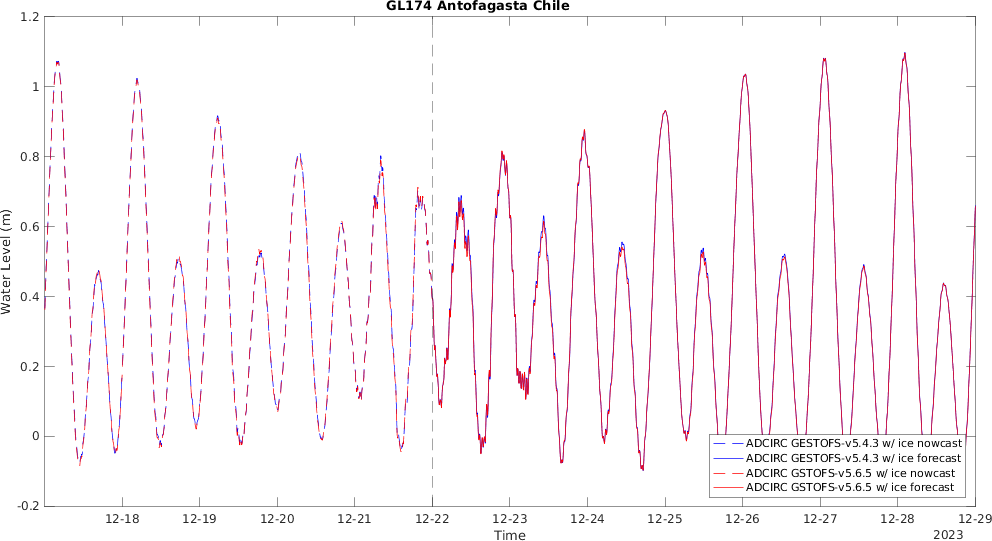 GL174 Antofagasta Chile
1.2
1
0.8
0.6
0.4
0.2
0
-0.2
Water Level (m)
12-18 12-19 12-20 12-21 12-22 12-23 12-24 12-25 12-26 12-27 12-28 12-29
Time
2023
ADCIRC GESTOFS-v5.4.3 w/ ice nowcast
ADCIRC GESTOFS-v5.4.3 w/ ice forecast
ADCIRC GSTOFS-v5.6.5 w/ ice nowcast
ADCIRC GSTOFS-v5.6.5 w/ ice forecast